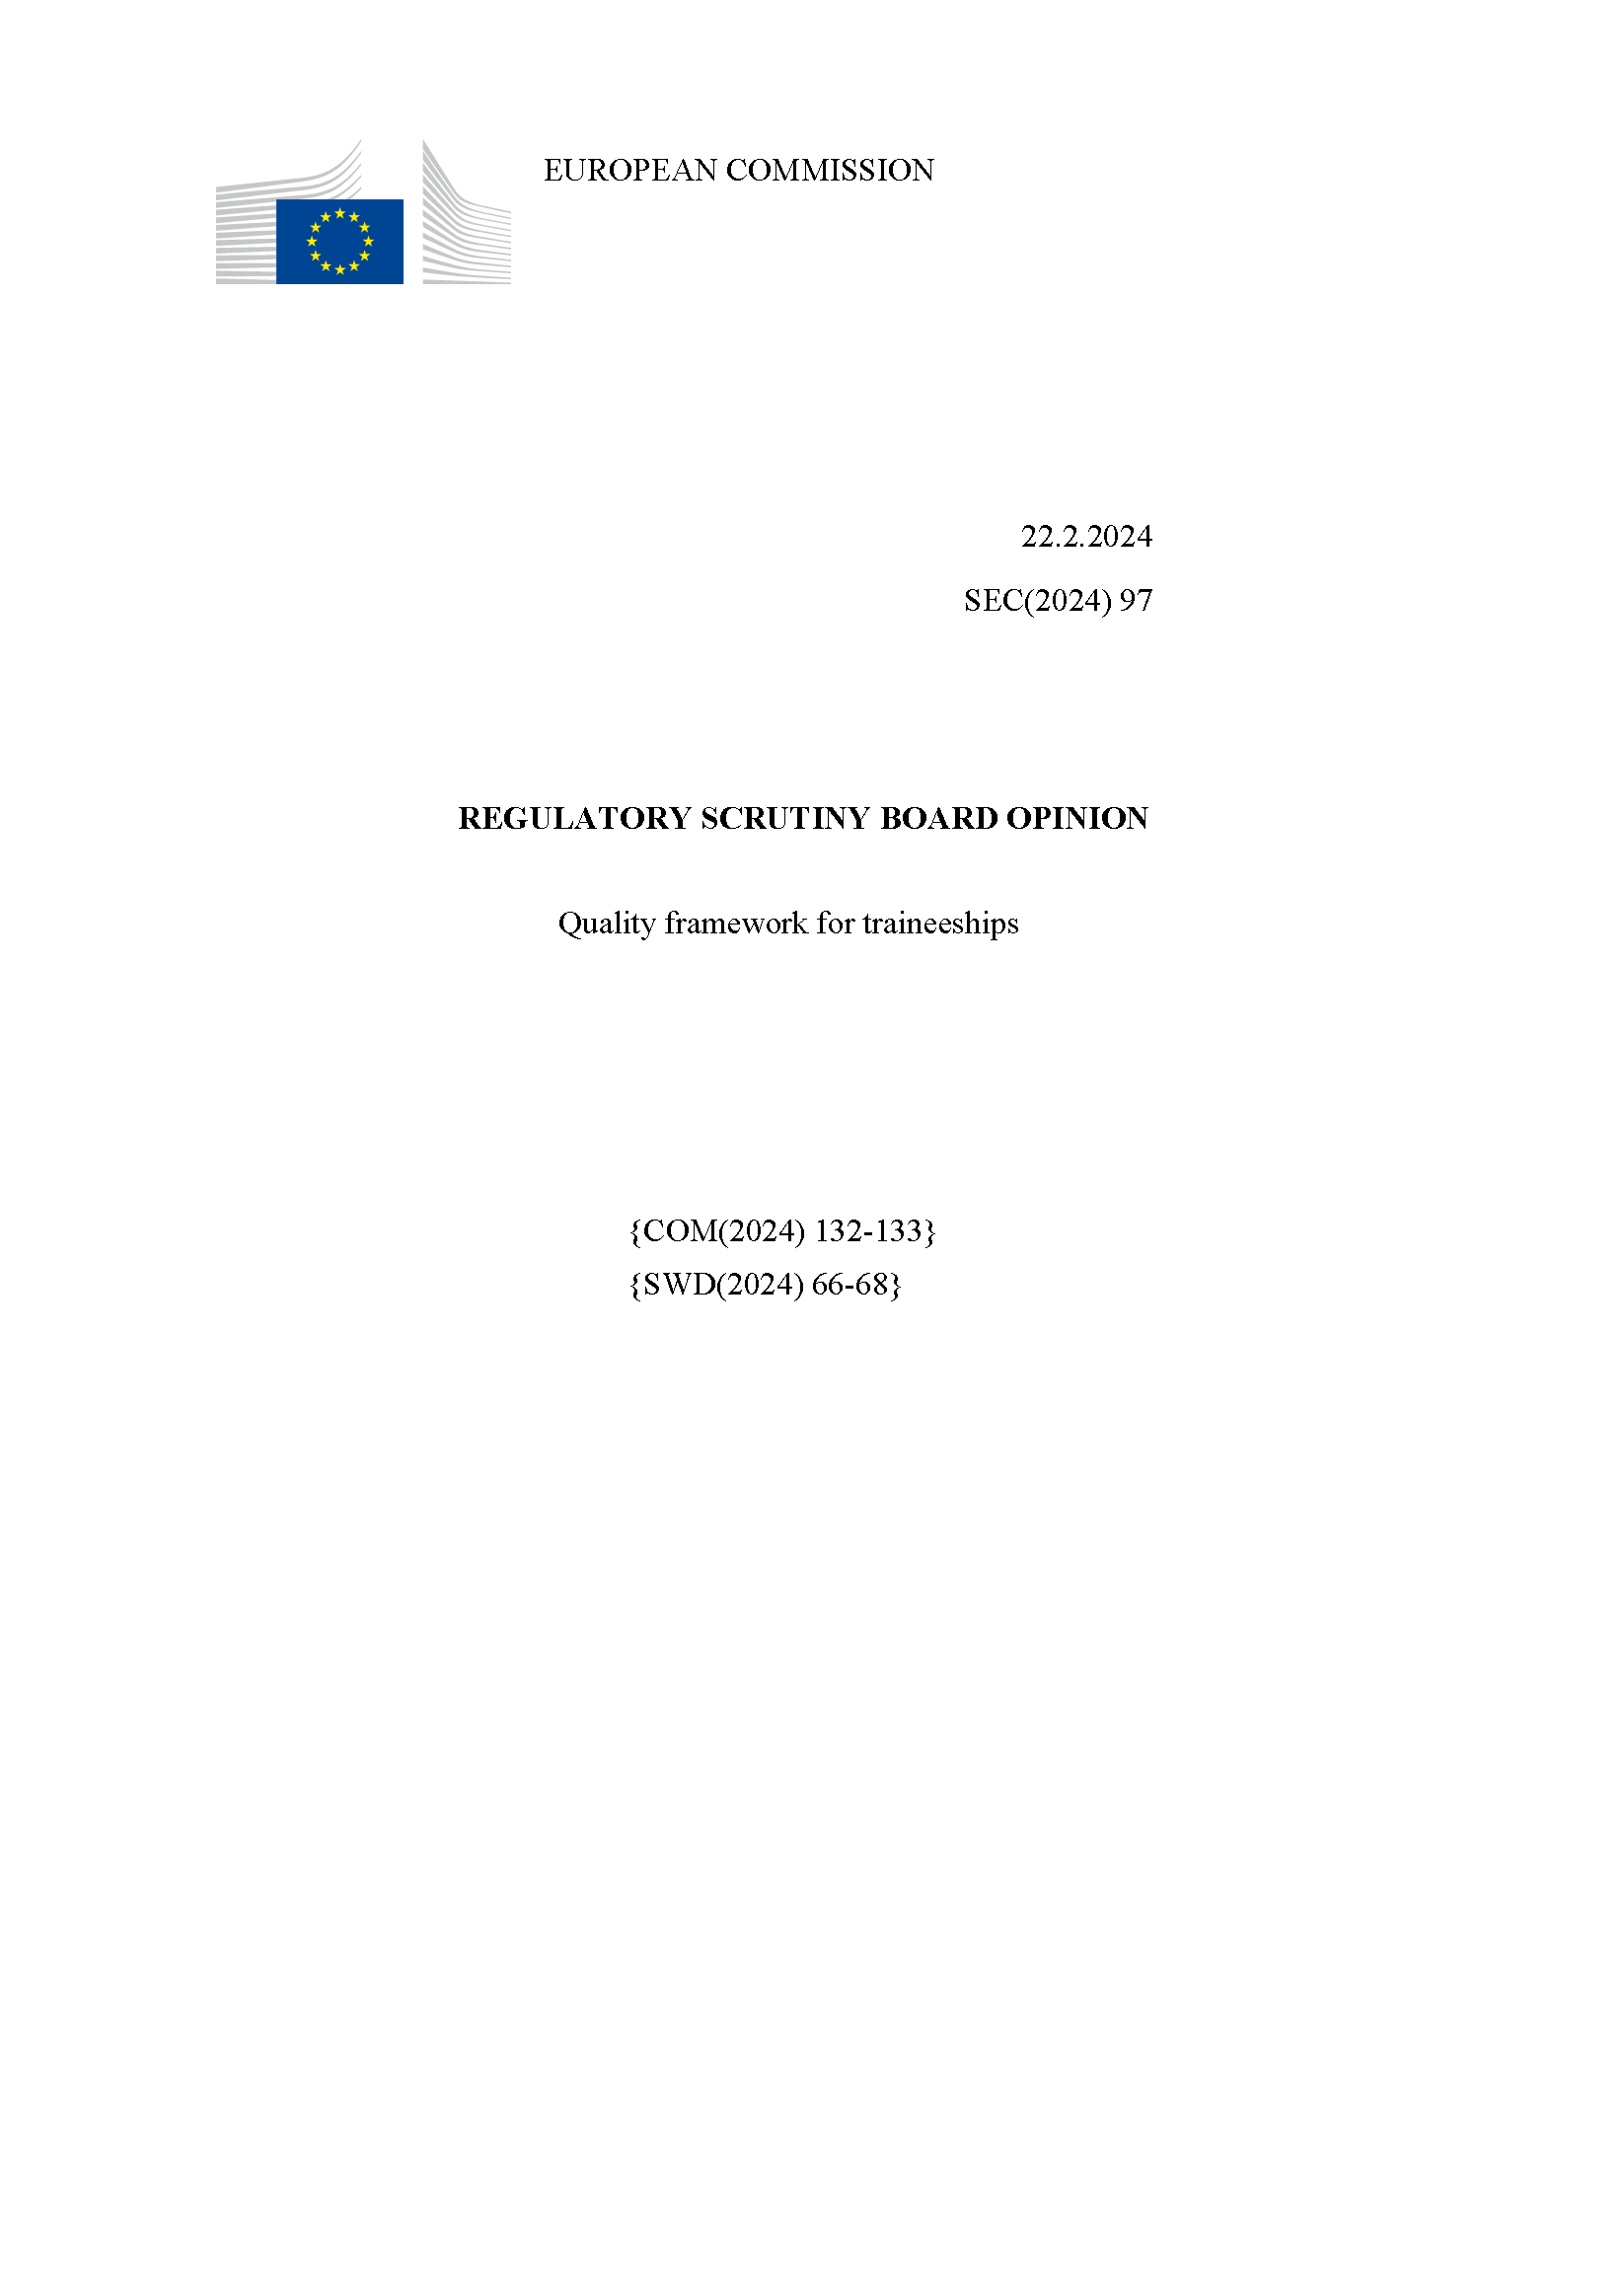 EUROPEAN COMMISSION
22.2.2024
SEC(2024) 97
REGULATORY SCRUTINY BOARD OPINION
Quality framework for traineeships
{COM(2024) 132-133}
{SWD(2024) 66-68}